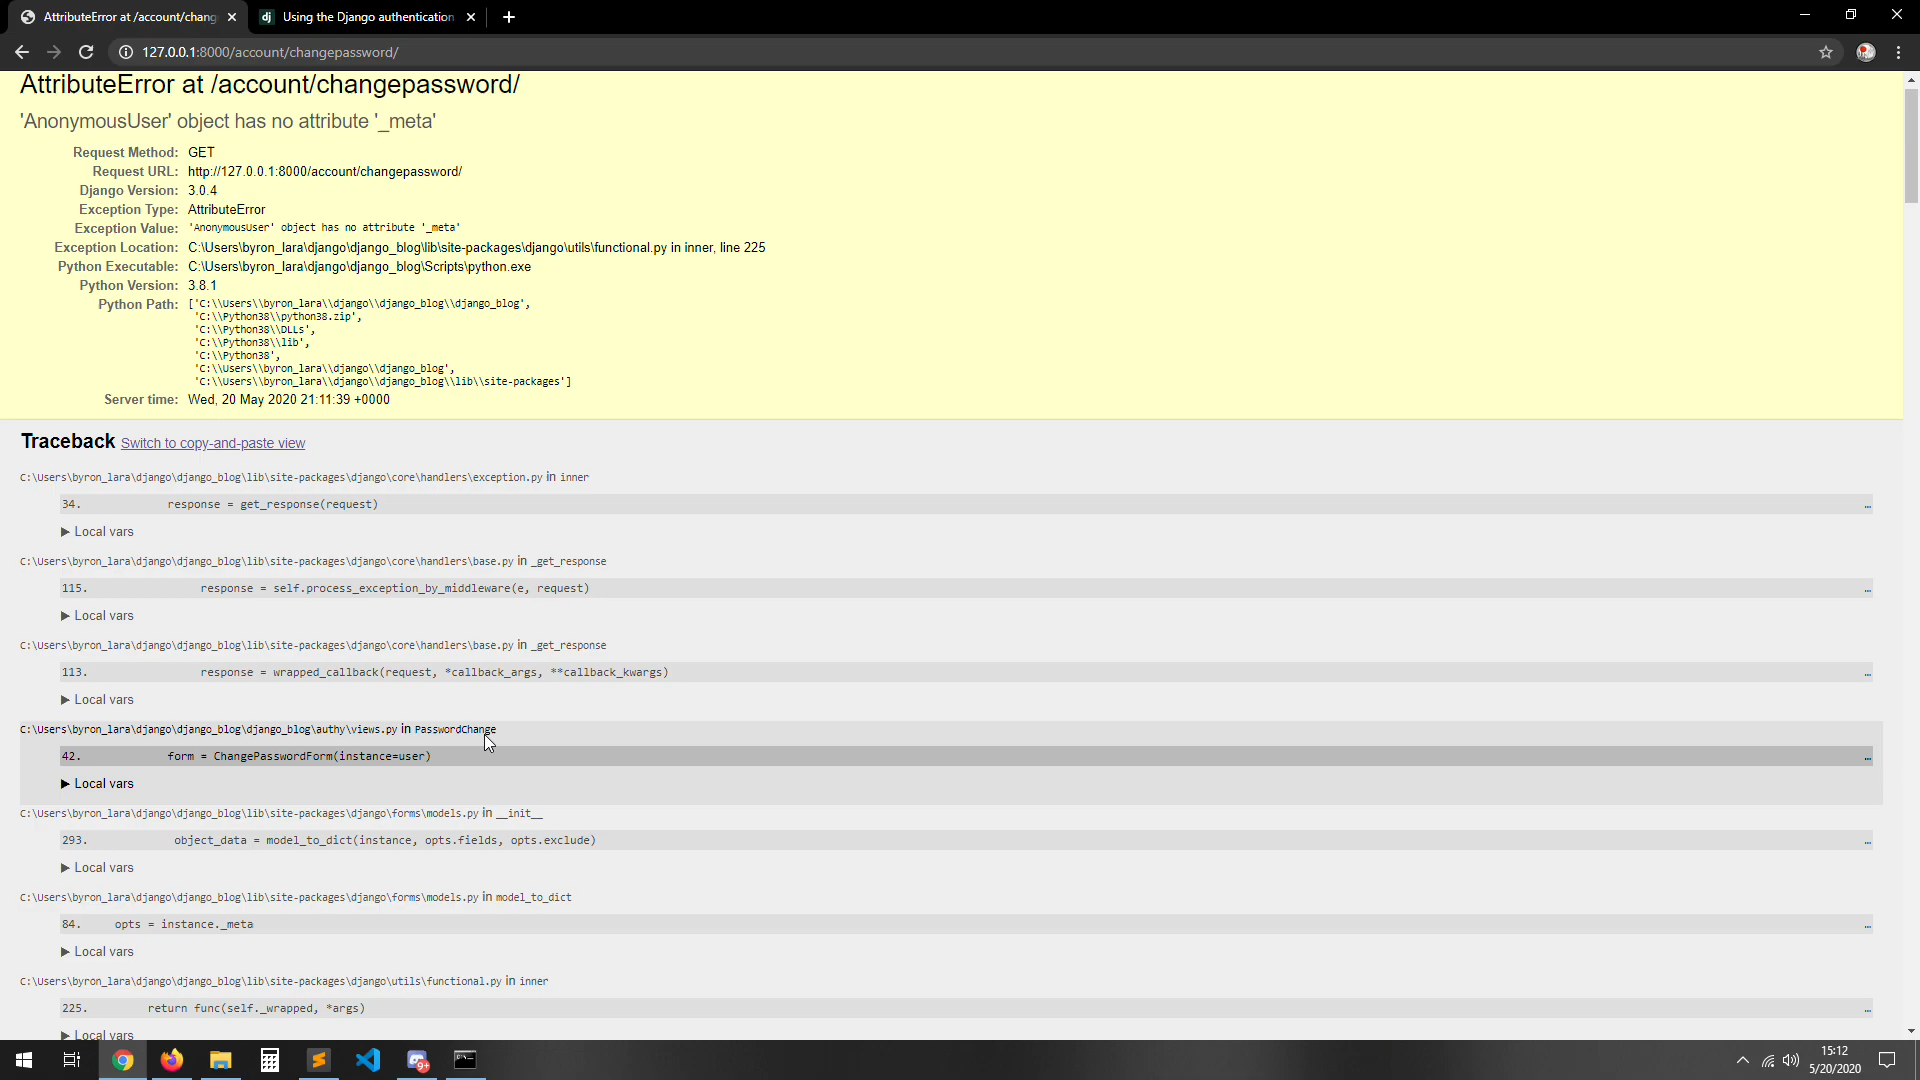 AttributeError at /account/chang
Using the Django authentication
127.0.0.1:8000/account/changepassword/
AttributeError at /account/changepassword/
'AnonymousUser' object has no attribute '_meta'
Request Method: GET
Request URL: http://127.0.0.1:8000/account/changepassword/
Django Version: 3.0.4
Exception Type: AttributeError
Exception Value: 'AnonymousUser' object has no attribute '_meta'
Exception Location: C:\Users\byron_lara\django\django_blog\lib\site-packages\django\utils\functional.py in inner, line 225
Python Executable: C:\Users\byron_lara\django\django_blog\Scripts\python.exe
Python Version: 3.8.1
Python Path: ['C:\\Users\\byron_lara\\django\\django_blog\\django_blog',
'C:\\Python38\\python38.zip',
'C:\\Python38\\DLLs',
'C:\\Python38\\lib',
'C:\\Python38',
'C:\\Users\\byron_lara\\django\\django_blog',
'C:\\Users\\byron_lara\\django\\django_blog\\lib\\site-packages']
Server time: Wed, 20 May 2020 21:11:39 +0000
Traceback Switch to copy-and-paste view
C:\Users\byron_lara\django\django_blog\lib\site-packages\django\core\handlers\exception.py in inner
34. response = get_response(request) …
▶ Local vars
C:\Users\byron_lara\django\django_blog\lib\site-packages\django\core\handlers\base.py in _get_response
115. response = self.process_exception_by_middleware(e, request) …
▶ Local vars
C:\Users\byron_lara\django\django_blog\lib\site-packages\django\core\handlers\base.py in _get_response
113. response = wrapped_callback(request, *callback_args, **callback_kwargs) …
▶ Local vars
C:\Users\byron_lara\django\django_blog\django_blog\authy\views.py in PasswordChange
42. form = ChangePasswordForm(instance=user) …
▶ Local vars
C:\Users\byron_lara\django\django_blog\lib\site-packages\django\forms\models.py in __init__
293. object_data = model_to_dict(instance, opts.fields, opts.exclude) …
▶ Local vars
C:\Users\byron_lara\django\django_blog\lib\site-packages\django\forms\models.py in model_to_dict
84. opts = instance._meta …
▶ Local vars
C:\Users\byron_lara\django\django_blog\lib\site-packages\django\utils\functional.py in inner
225. return func(self._wrapped, *args) …
▶ Local vars
9+
15:12
5/20/2020